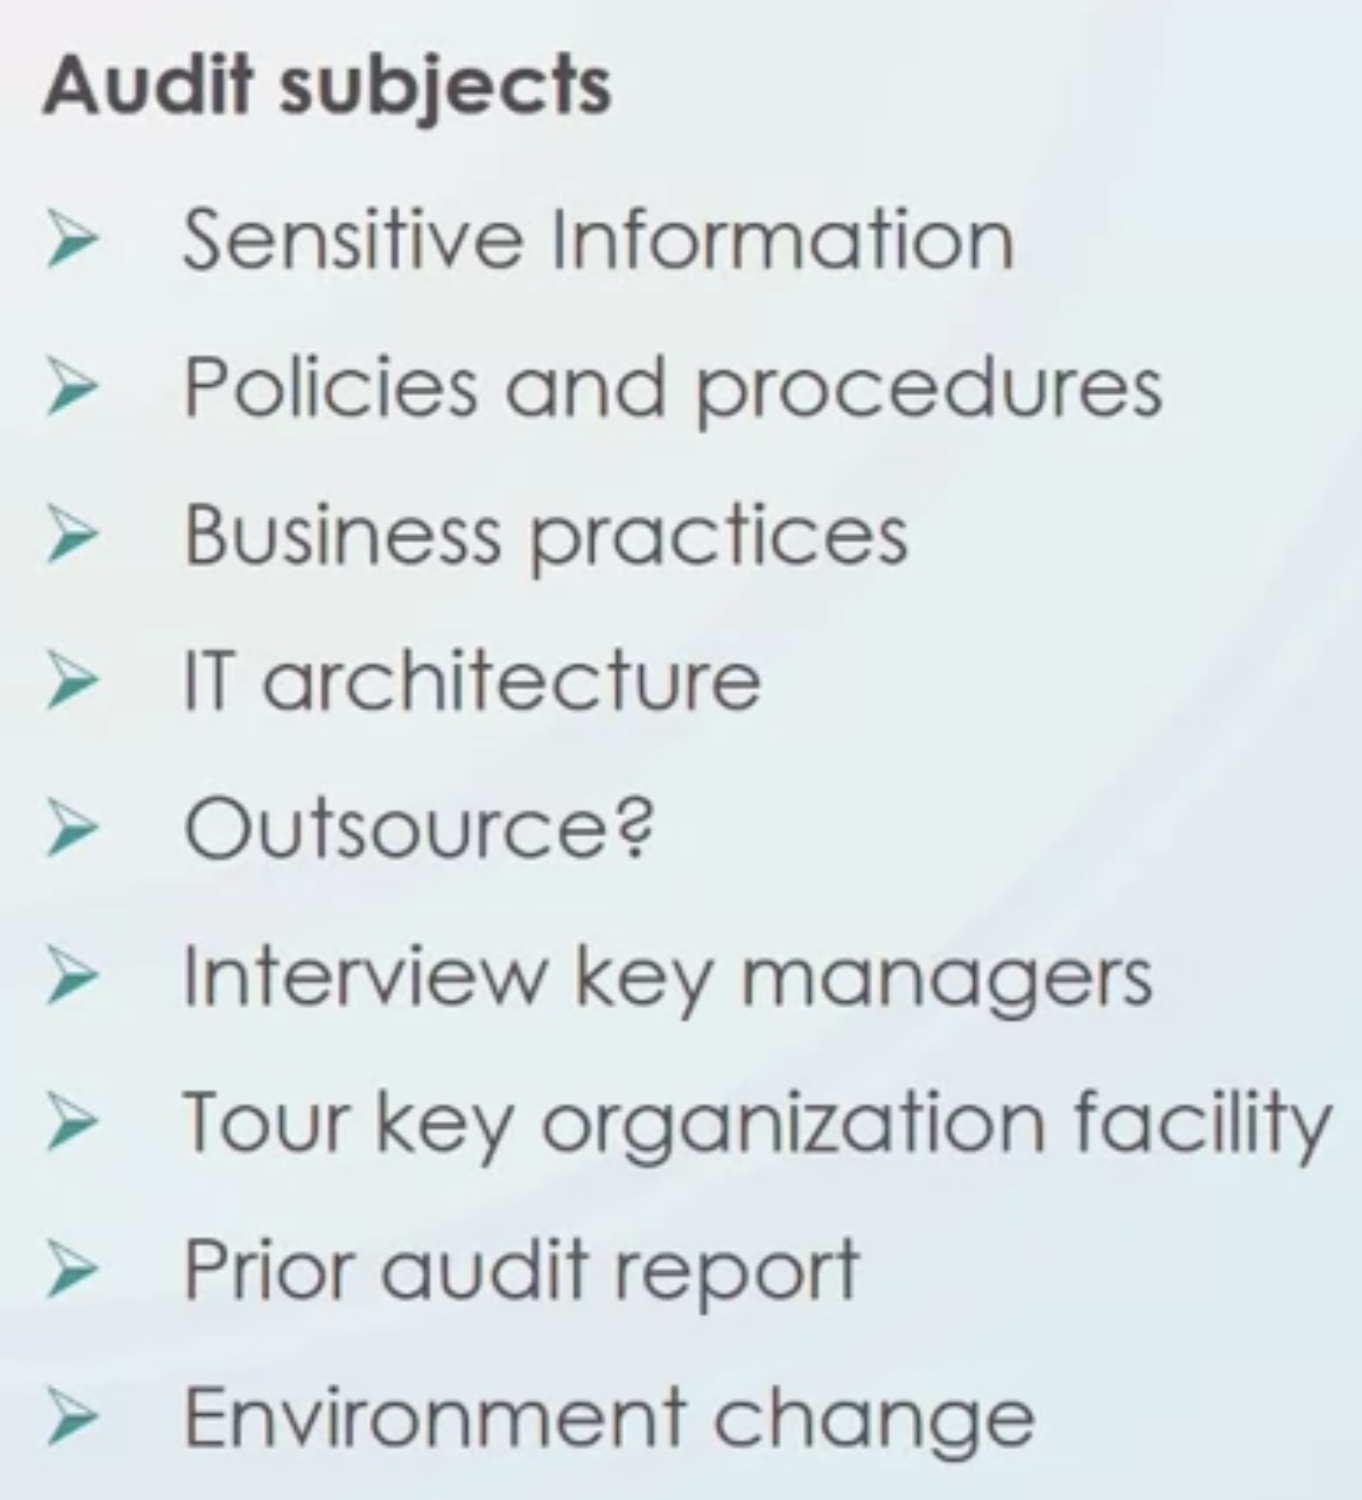 Audit subjects
Sensitive Information
Policies and procedures
Business practices
IT architecture
Outsource?
Interview key managers
Tour key organization facility
Prior audit report
Environment change